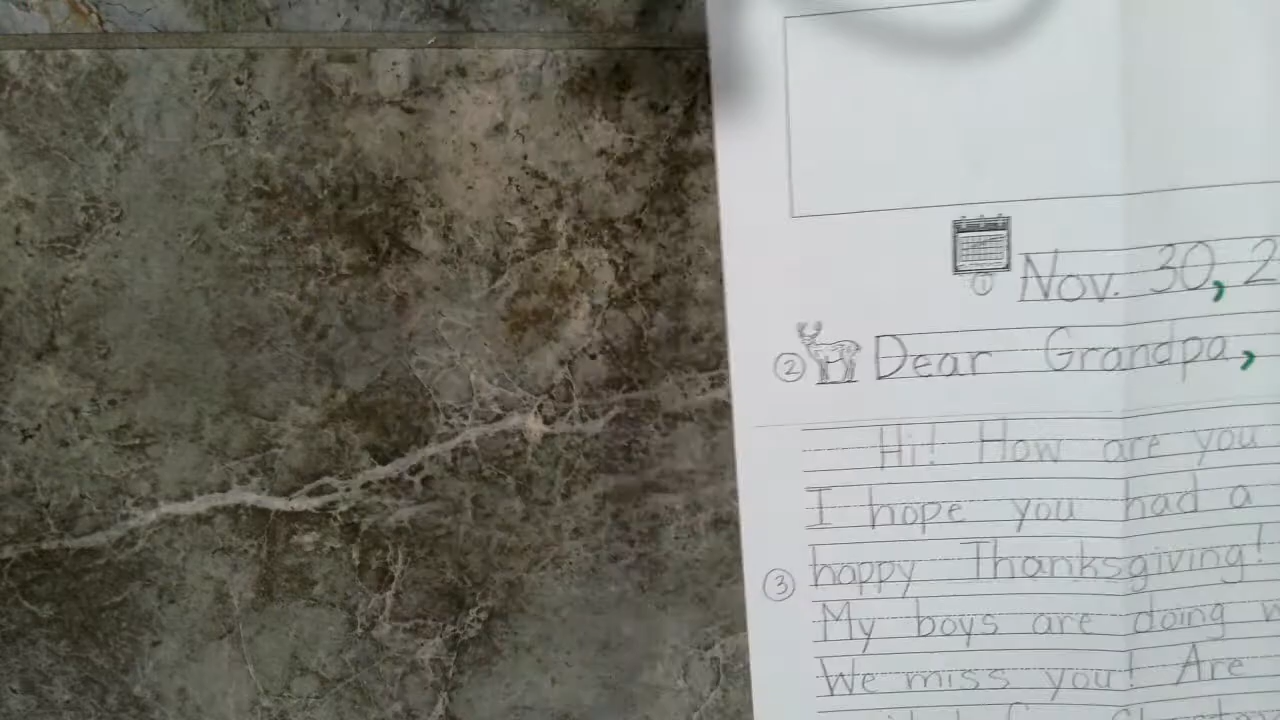 ① Nov. 30, 2
② Dear Grandpa,
Hi! How are you
I hope you had a
③ happy Thanksgiving!
My boys are doing w
We miss you! Are